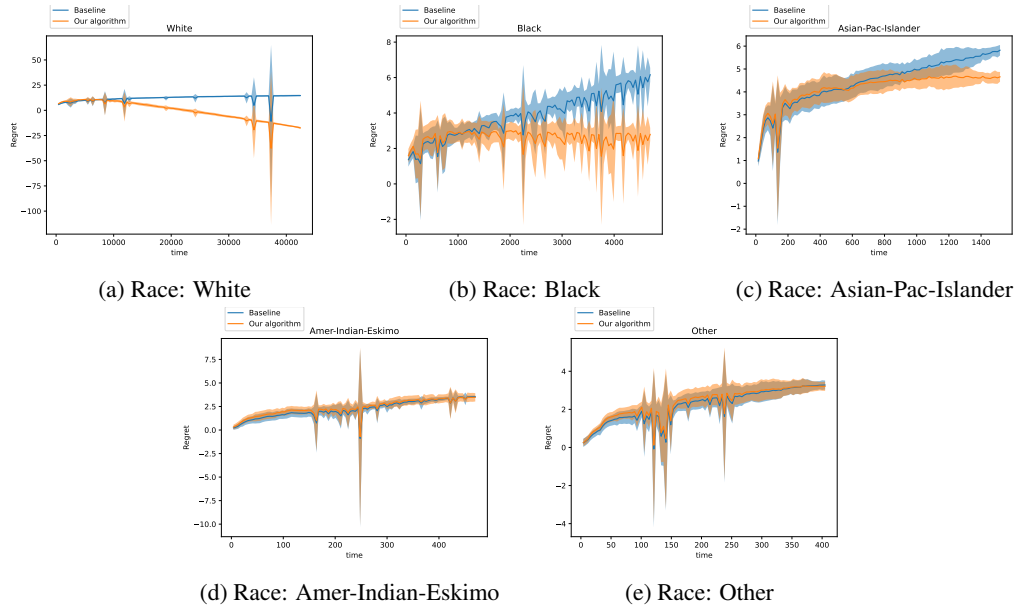 Baseline
Our algorithm
White
50
25
0
−25
−50
−75
−100
Regret
0
10000
20000
30000
40000
time
(a) Race: White
Baseline
Our algorithm
Black
8
6
4
2
0
−2
Regret
0
1000
2000
3000
4000
time
(b) Race: Black
Baseline
Our algorithm
Asian-Pac-Islander
6
5
4
3
2
1
0
−1
−2
Regret
0
200
400
600
800
1000
1200
1400
time
(c) Race: Asian-Pac-Islander
Baseline
Our algorithm
Amer-Indian-Eskimo
7.5
5.0
2.5
0.0
−2.5
−5.0
−7.5
−10.0
Regret
0
100
200
300
400
time
(d) Race: Amer-Indian-Eskimo
Baseline
Our algorithm
Other
4
2
0
−2
−4
Regret
0
50
100
150
200
250
300
350
400
time
(e) Race: Other